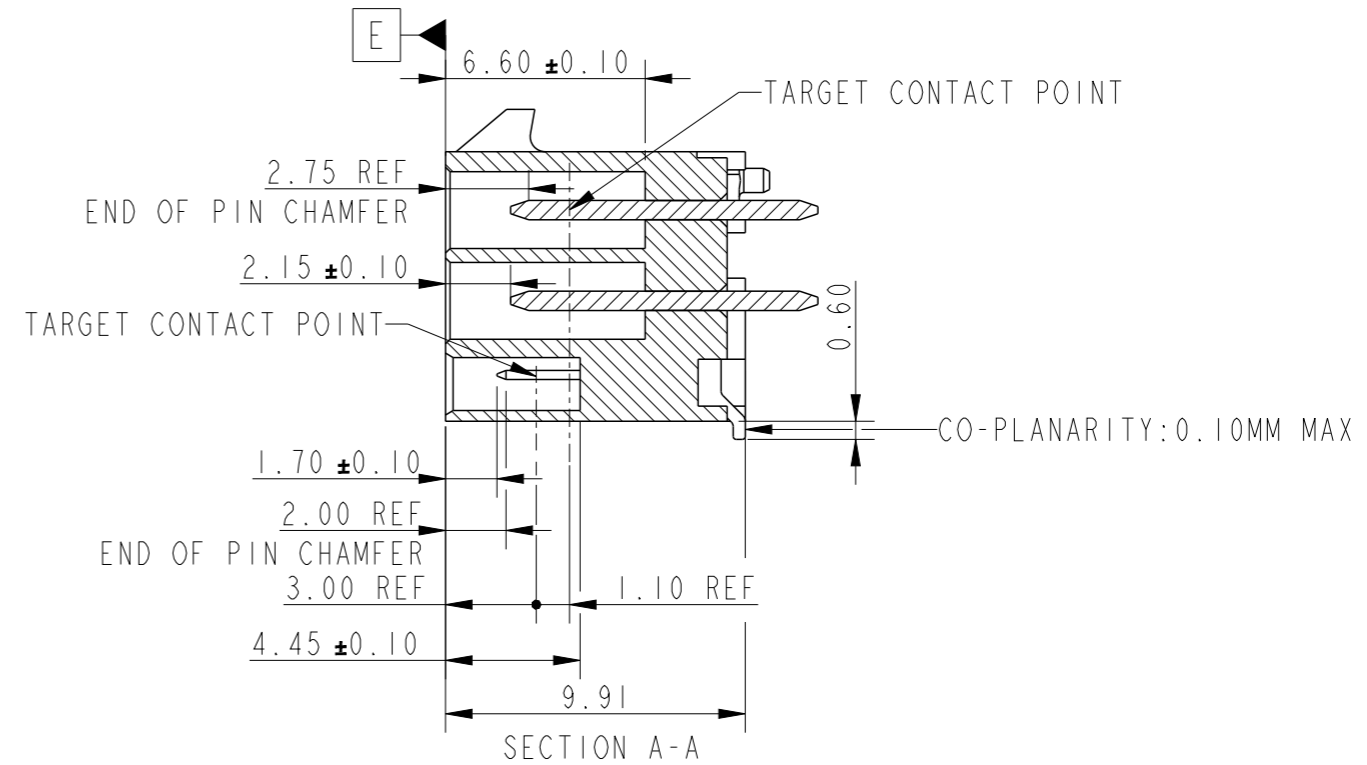 E
6.60 ±0.10
TARGET CONTACT POINT
2.75 REF
END OF PIN CHAMFER
2.15 ±0.10
TARGET CONTACT POINT
0.60
CO-PLANARITY:0.10MM MAX
1.70 ±0.10
2.00 REF
END OF PIN CHAMFER
3.00 REF
1.10 REF
4.45 ±0.10
9.91
SECTION A-A